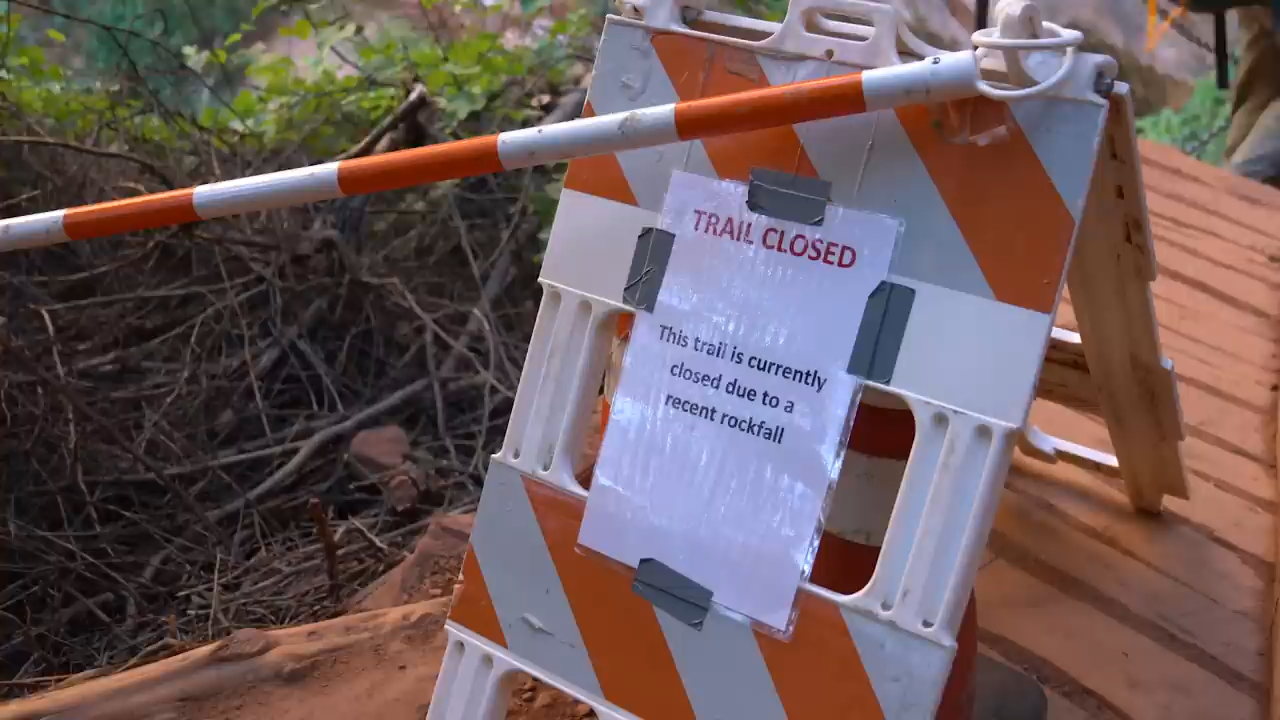 TRAIL CLOSED
This trail is currently
closed due to a
recent rockfall